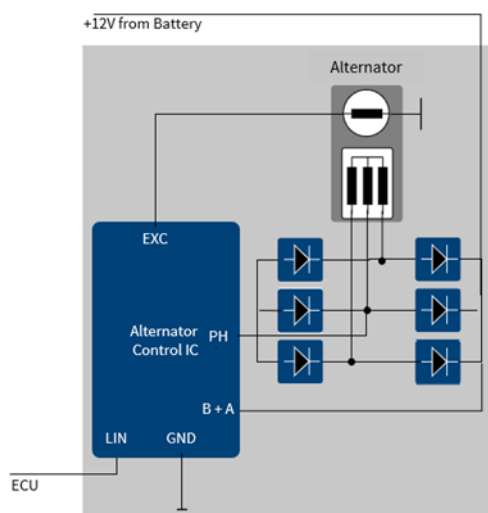 +12V from Battery
Alternator
EXC
Alternator
Control IC
PH
B + A
LIN
GND
ECU